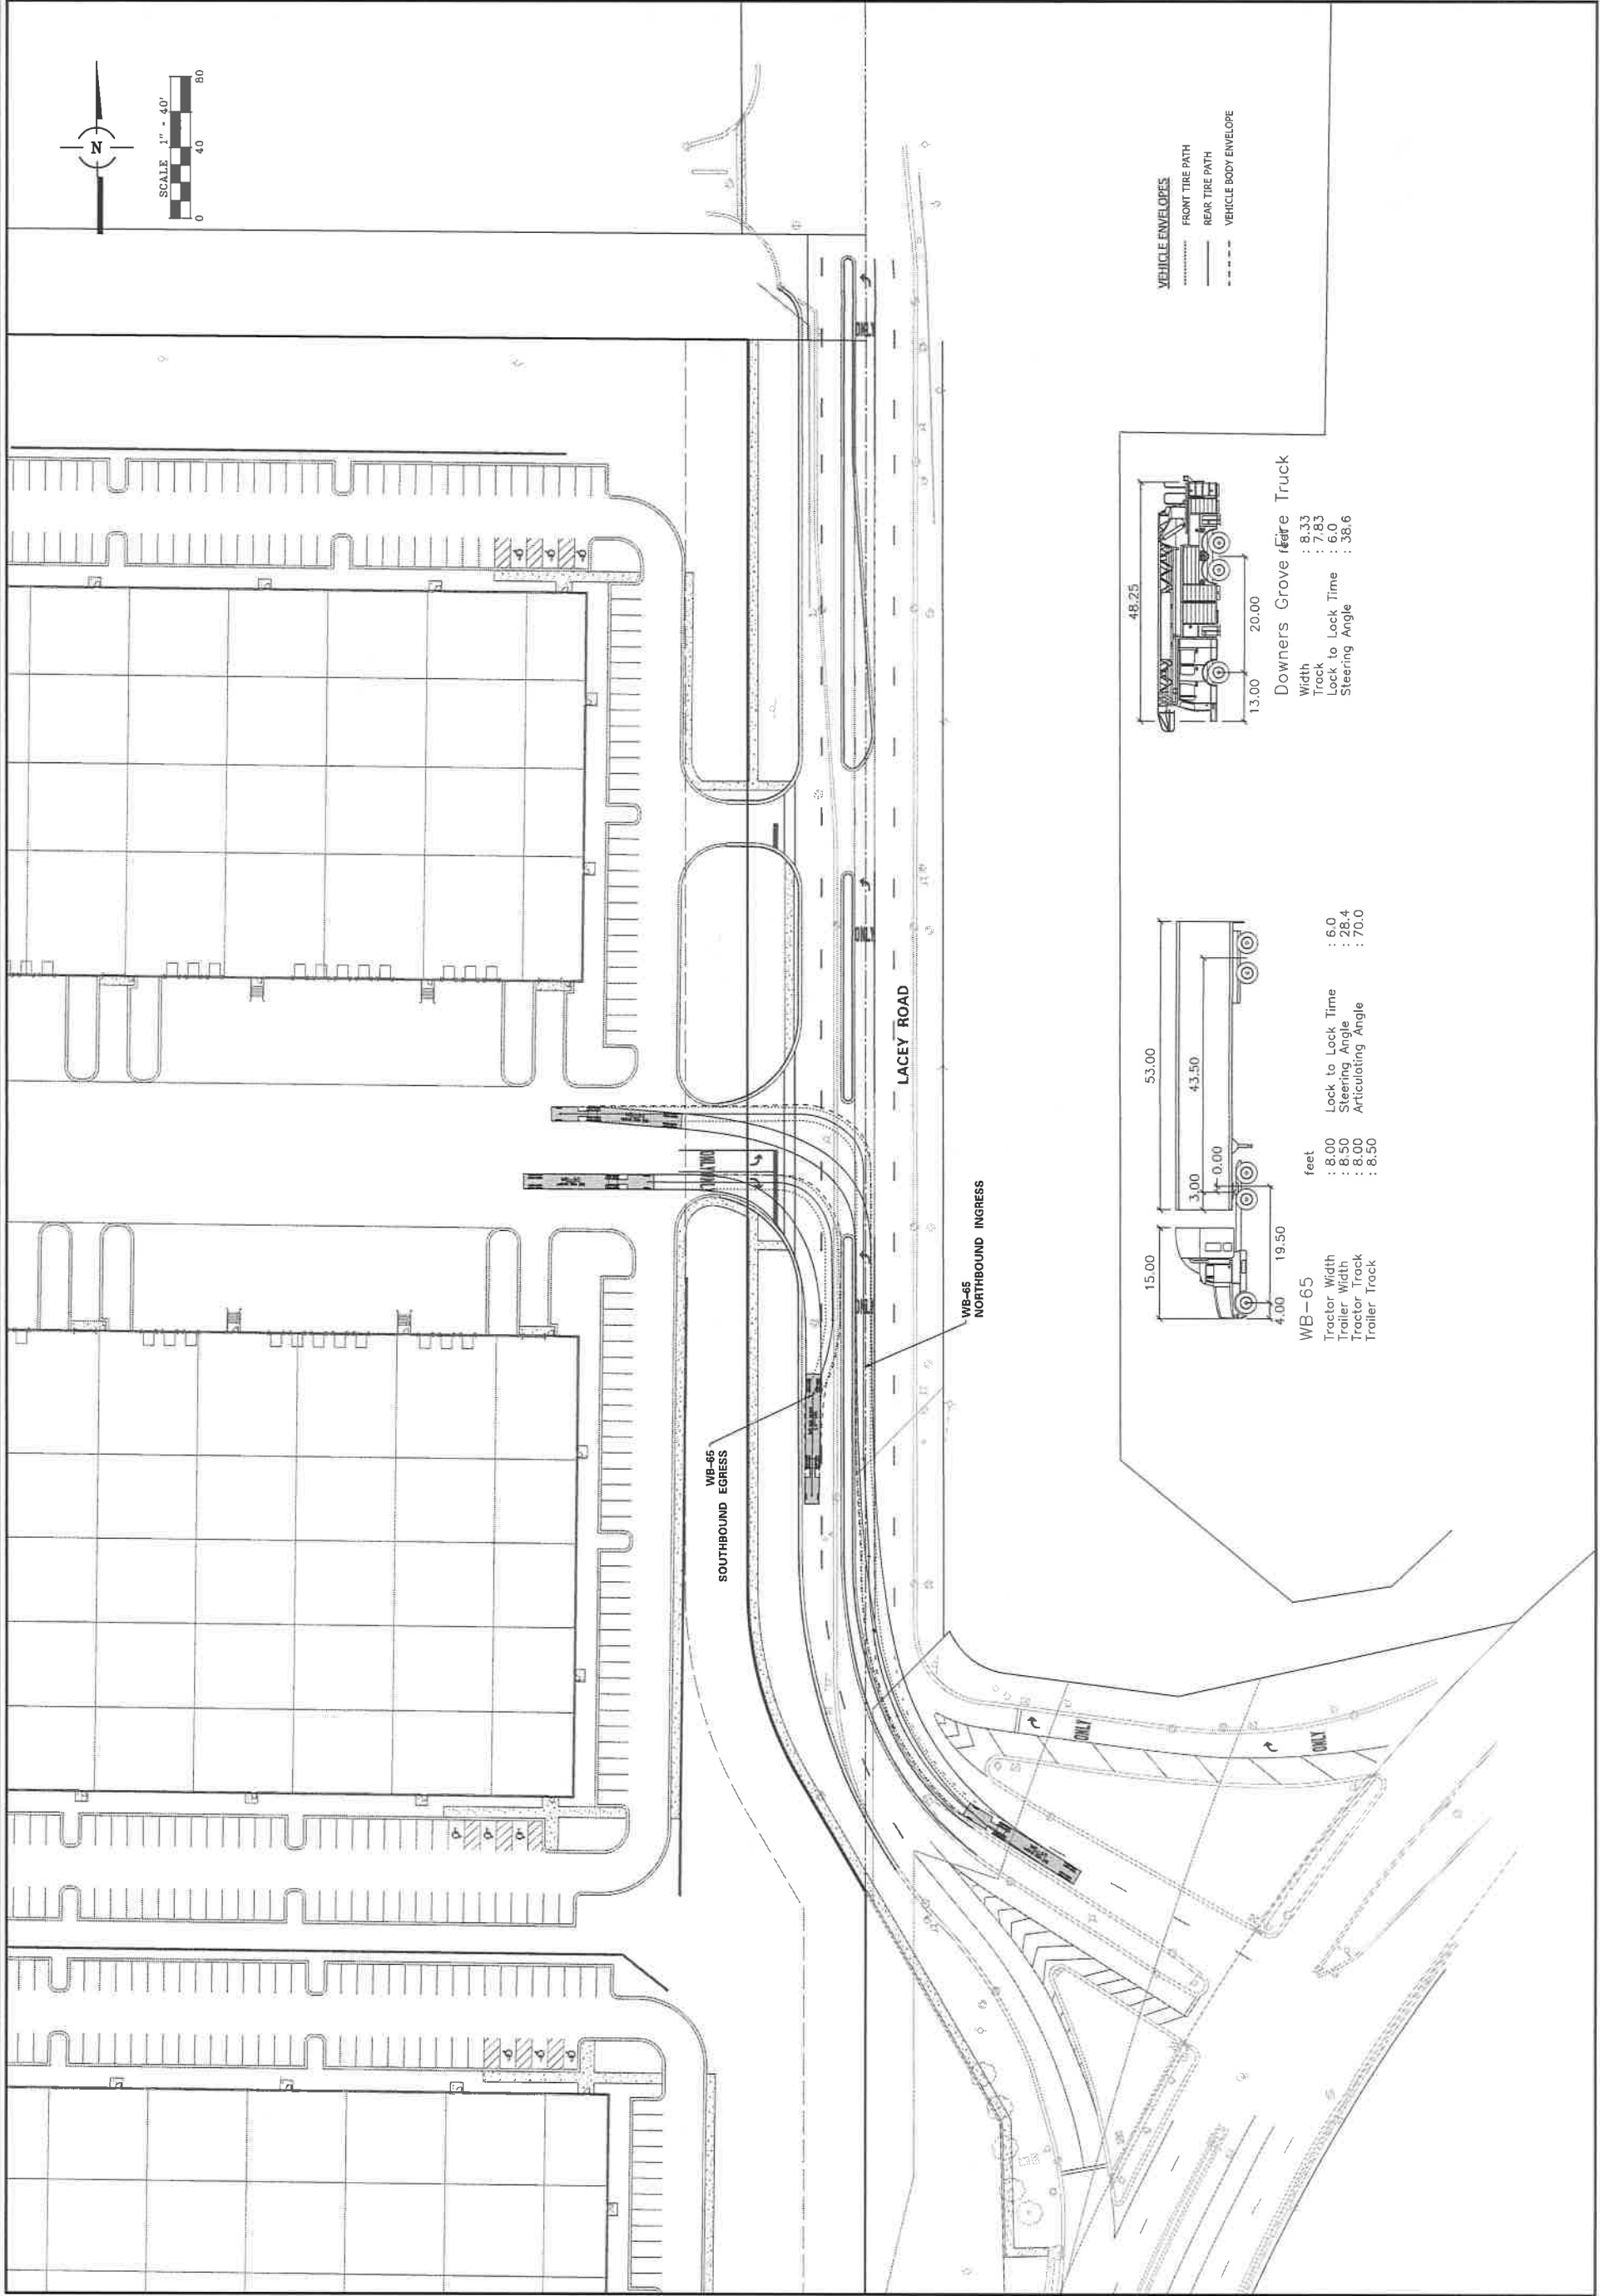 N
SCALE 1" - 40'
0 40 80
ONLY
ONLY
ONLY
ONLY
ONLY
LACEY ROAD
WB-65
SOUTHBOUND EGRESS
WB-65
NORTHBOUND INGRESS
ONLY
ONLY
VEHICLE ENVELOPES
FRONT TIRE PATH
REAR TIRE PATH
VEHICLE BODY ENVELOPE
15.00
53.00
43.50
3.00
0.00
4.00 19.50
WB-65
feet
Tractor Width : 8.00
Trailer Width : 8.50
Tractor Track : 8.00
Trailer Track : 8.50
Lock to Lock Time : 6.0
Steering Angle : 28.4
Articulating Angle : 70.0
48.25
13.00 20.00
Downers Grove Fire Truck
feet
Width : 8.33
Track : 7.83
Lock to Lock Time : 6.0
Steering Angle : 38.6